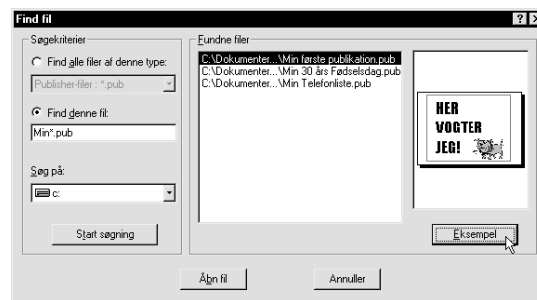 Find fil
Søgekriterier
Find alle filer af denne type:
Publisher-filer : *.pub
Find denne fil:
Min*.pub
Søg på:
c:
Start søgning
Fundne filer
C:\Dokumenter...\Min første publikation.pub
C:\Dokumenter...\Min 30 års Fødselsdag.pub
C:\Dokumenter...\Min Telefonliste.pub
HER
VOGTER
JEG!
Eksempel
Åbn fil
Annuller